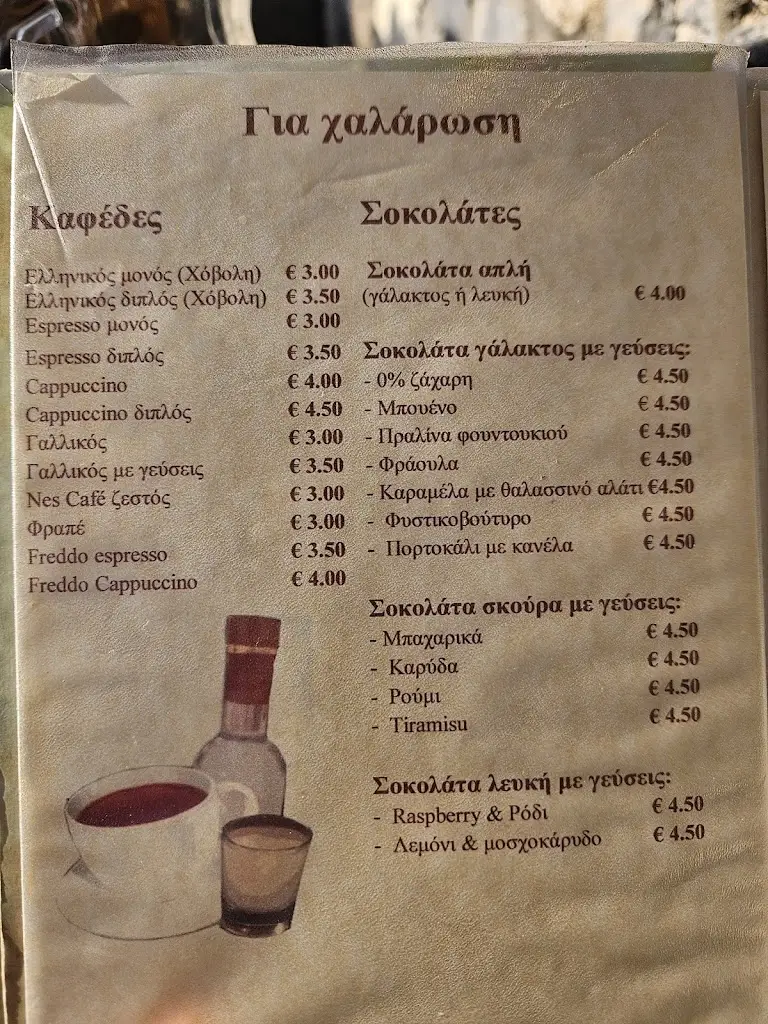 Για χαλάρωση
Καφέδες
Ελληνικός μονός (Χόβολη) € 3.00
Ελληνικός διπλός (Χόβολη) € 3.50
Espresso μονός € 3.00
Espresso διπλός € 3.50
Cappuccino € 4.00
Cappuccino διπλός € 4.50
Γαλλικός € 3.00
Γαλλικός με γεύσεις € 3.50
Nes Café ζεστός € 3.00
Φραπέ € 3.00
Freddo espresso € 3.50
Freddo Cappuccino € 4.00
Σοκολάτες
Σοκολάτα απλή
(γάλακτος ή λευκή) € 4.00
Σοκολάτα γάλακτος με γεύσεις:
- 0% ζάχαρη € 4.50
- Μπουένο € 4.50
- Πραλίνα φουντουκιού € 4.50
- Φράουλα € 4.50
- Καραμέλα με θαλασσινό αλάτι €4.50
- Φυστικοβούτυρο € 4.50
- Πορτοκάλι με κανέλα € 4.50
Σοκολάτα σκούρα με γεύσεις:
- Μπαχαρικά € 4.50
- Καρύδα € 4.50
- Ρούμι € 4.50
- Tiramisu € 4.50
Σοκολάτα λευκή με γεύσεις:
- Raspberry & Ρόδι € 4.50
- Λεμόνι & μοσχοκάρυδο € 4.50